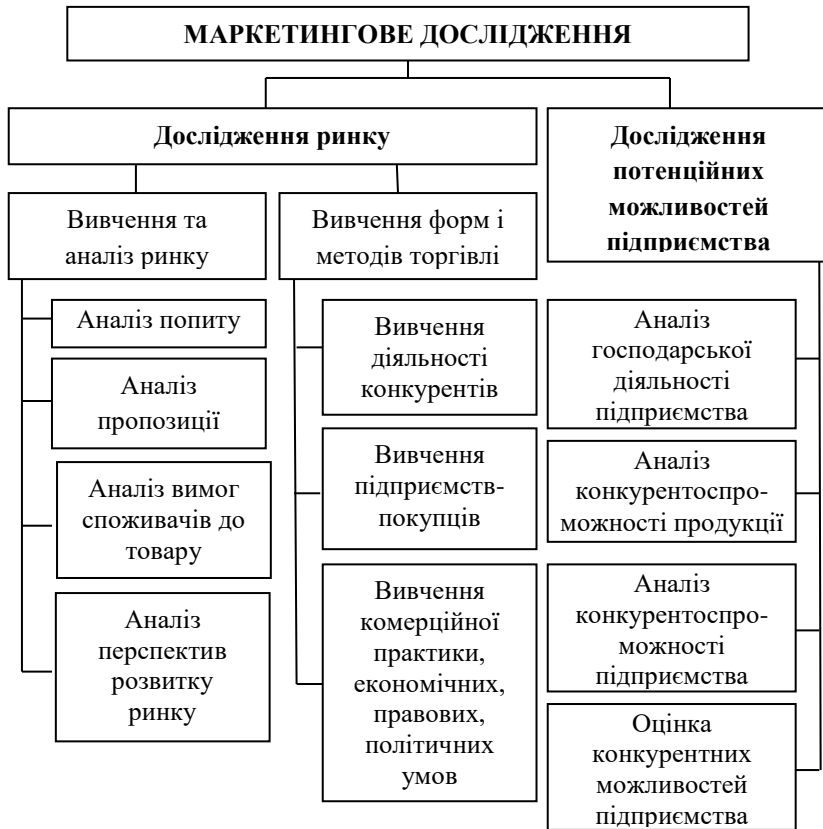 МАРКЕТИНГОВЕ ДОСЛІДЖЕННЯ
Дослідження ринку
Вивчення та
аналіз ринку
Аналіз попиту
Аналіз
пропозиції
Аналіз вимог
споживачів до
товару
Аналіз
перспектив
розвитку
ринку
Вивчення форм і
методів торгівлі
Вивчення
діяльності
конкурентів
Вивчення
підприємств-
покупців
Вивчення
комерційної
практики,
економічних,
правових,
політичних
умов
Дослідження
потенційних
можливостей
підприємства
Аналіз
господарської
діяльності
підприємства
Аналіз
конкурентоспро-
можності продукції
Аналіз
конкурентоспро-
можності
підприємства
Оцінка
конкурентних
можливостей
підприємства